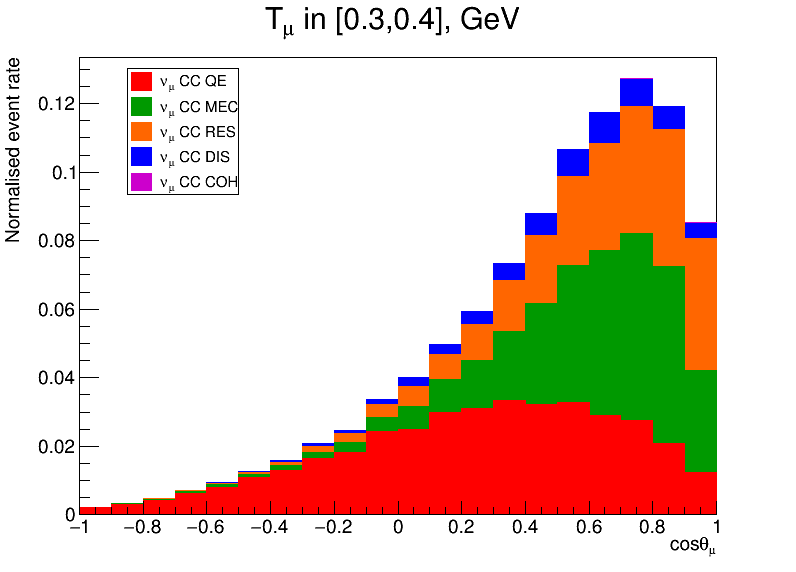 T_μ in [0.3,0.4], GeV
Normalised event rate
ν_μ CC QE
ν_μ CC MEC
ν_μ CC RES
ν_μ CC DIS
ν_μ CC COH
0.12
0.1
0.08
0.06
0.04
0.02
0
−1 −0.8 −0.6 −0.4 −0.2 0 0.2 0.4 0.6 0.8 1
cosθ_μ